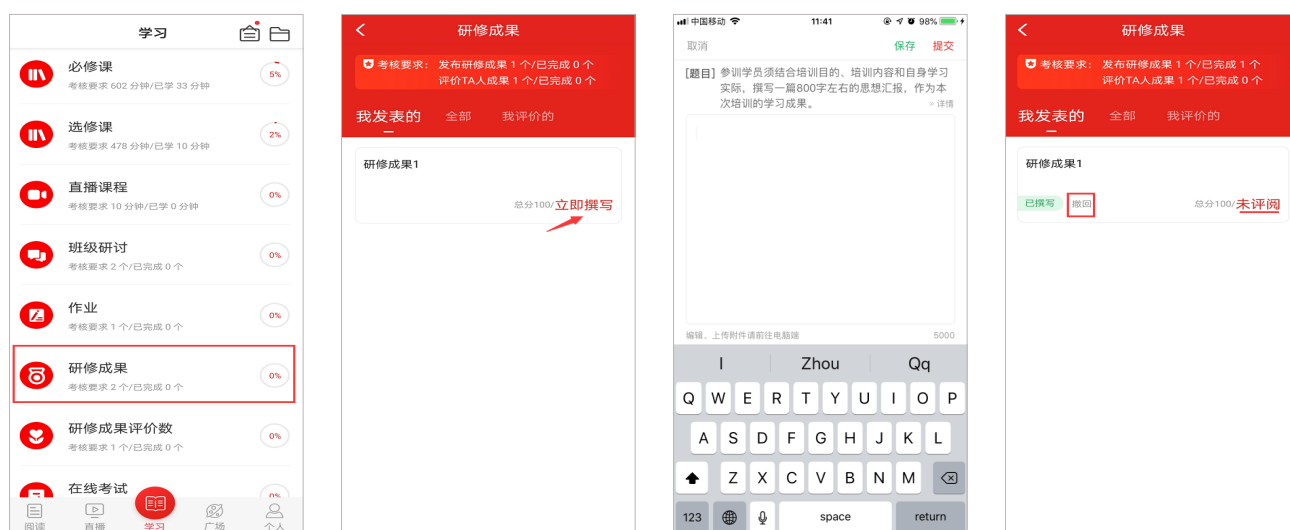 学习
必修课
考核要求 602 分钟/已学 33 分钟
5%
选修课
考核要求 478 分钟/已学 10 分钟
2%
直播课程
考核要求 10 分钟/已学 0 分钟
0%
班级研讨
考核要求 2 个/已完成 0 个
0%
作业
考核要求 1 个/已完成 0 个
0%
研修成果
考核要求 2 个/已完成 0 个
0%
研修成果评价数
考核要求 1 个/已完成 0 个
0%
在线考试
0%
阅读 直播 学习 广场 个人
研修成果
考核要求： 发布研修成果 1 个/已完成 0 个
评价TA人成果 1 个/已完成 0 个
我发表的 全部 我评价的
研修成果1
总分100/立即撰写
中国移动 11:41 98%
取消 保存 提交
[题目] 参训学员须结合培训目的、培训内容和自身学习
实际，撰写一篇800字左右的思想汇报，作为本
次培训的学习成果。 » 详情
编辑、上传附件请前往电脑端 5000
I Zhou Qq
Q W E R T Y U I O P
A S D F G H J K L
Z X C V B N M
123 space return
研修成果
考核要求： 发布研修成果 1 个/已完成 1 个
评价TA人成果 1 个/已完成 0 个
我发表的 全部 我评价的
研修成果1
已撰写 撤回 总分100/未评阅